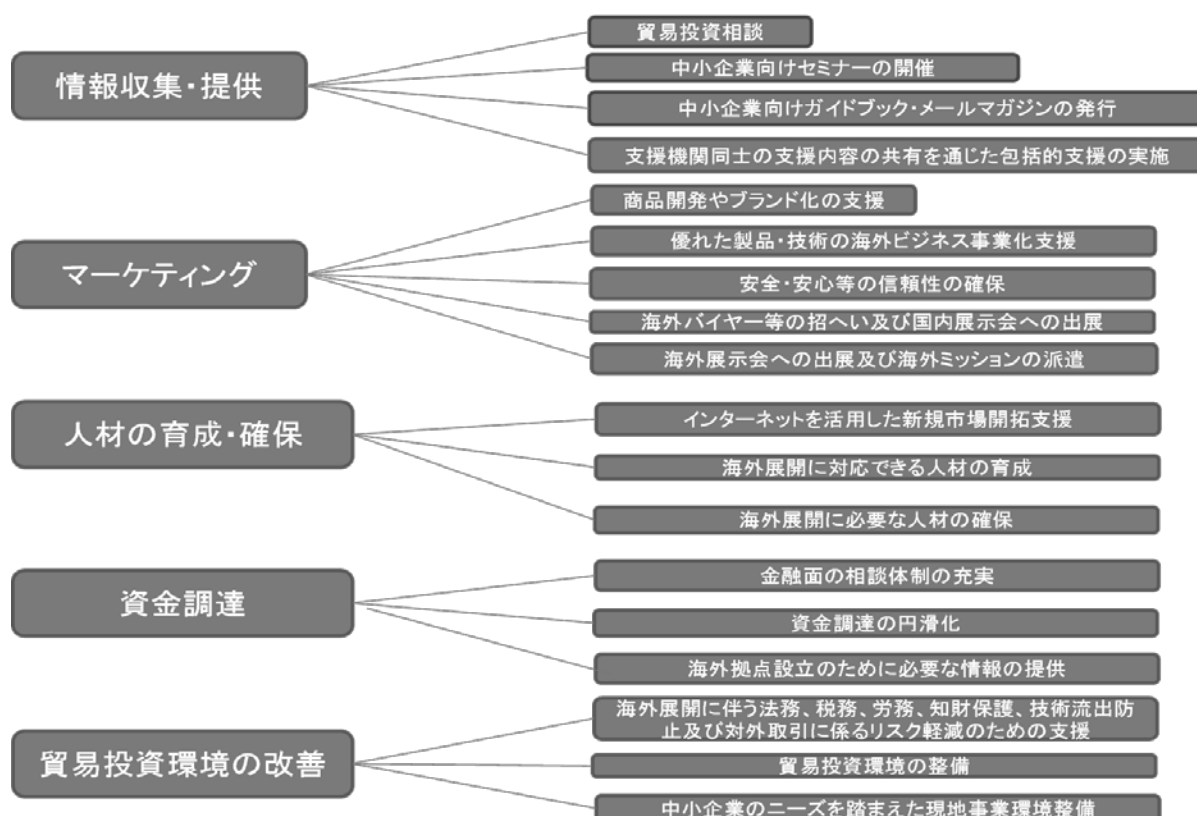 情報収集・提供
貿易投資相談
中小企業向けセミナーの開催
中小企業向けガイドブック・メールマガジンの発行
支援機関同士の支援内容の共有を通じた包括的支援の実施
マーケティング
商品開発やブランド化の支援
優れた製品・技術の海外ビジネス事業化支援
安全・安心等の信頼性の確保
海外バイヤー等の招へい及び国内展示会への出展
海外展示会への出展及び海外ミッションの派遣
人材の育成・確保
インターネットを活用した新規市場開拓支援
海外展開に対応できる人材の育成
海外展開に必要な人材の確保
資金調達
金融面の相談体制の充実
資金調達の円滑化
海外拠点設立のために必要な情報の提供
貿易投資環境の改善
海外展開に伴う法務、税務、労務、知財保護、技術流出防
止及び対外取引に係るリスク軽減のための支援
貿易投資環境の整備
中小企業のニーズを踏まえた現地事業環境整備